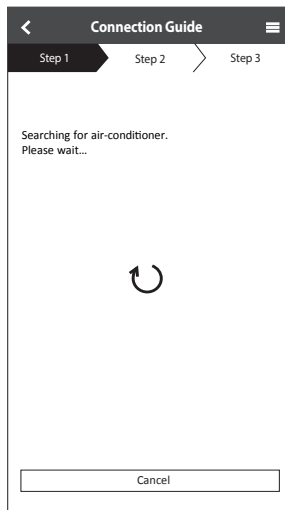 Connection Guide
Step 1
Step 2
Step 3
Searching for air-conditioner.
Please wait...
Cancel